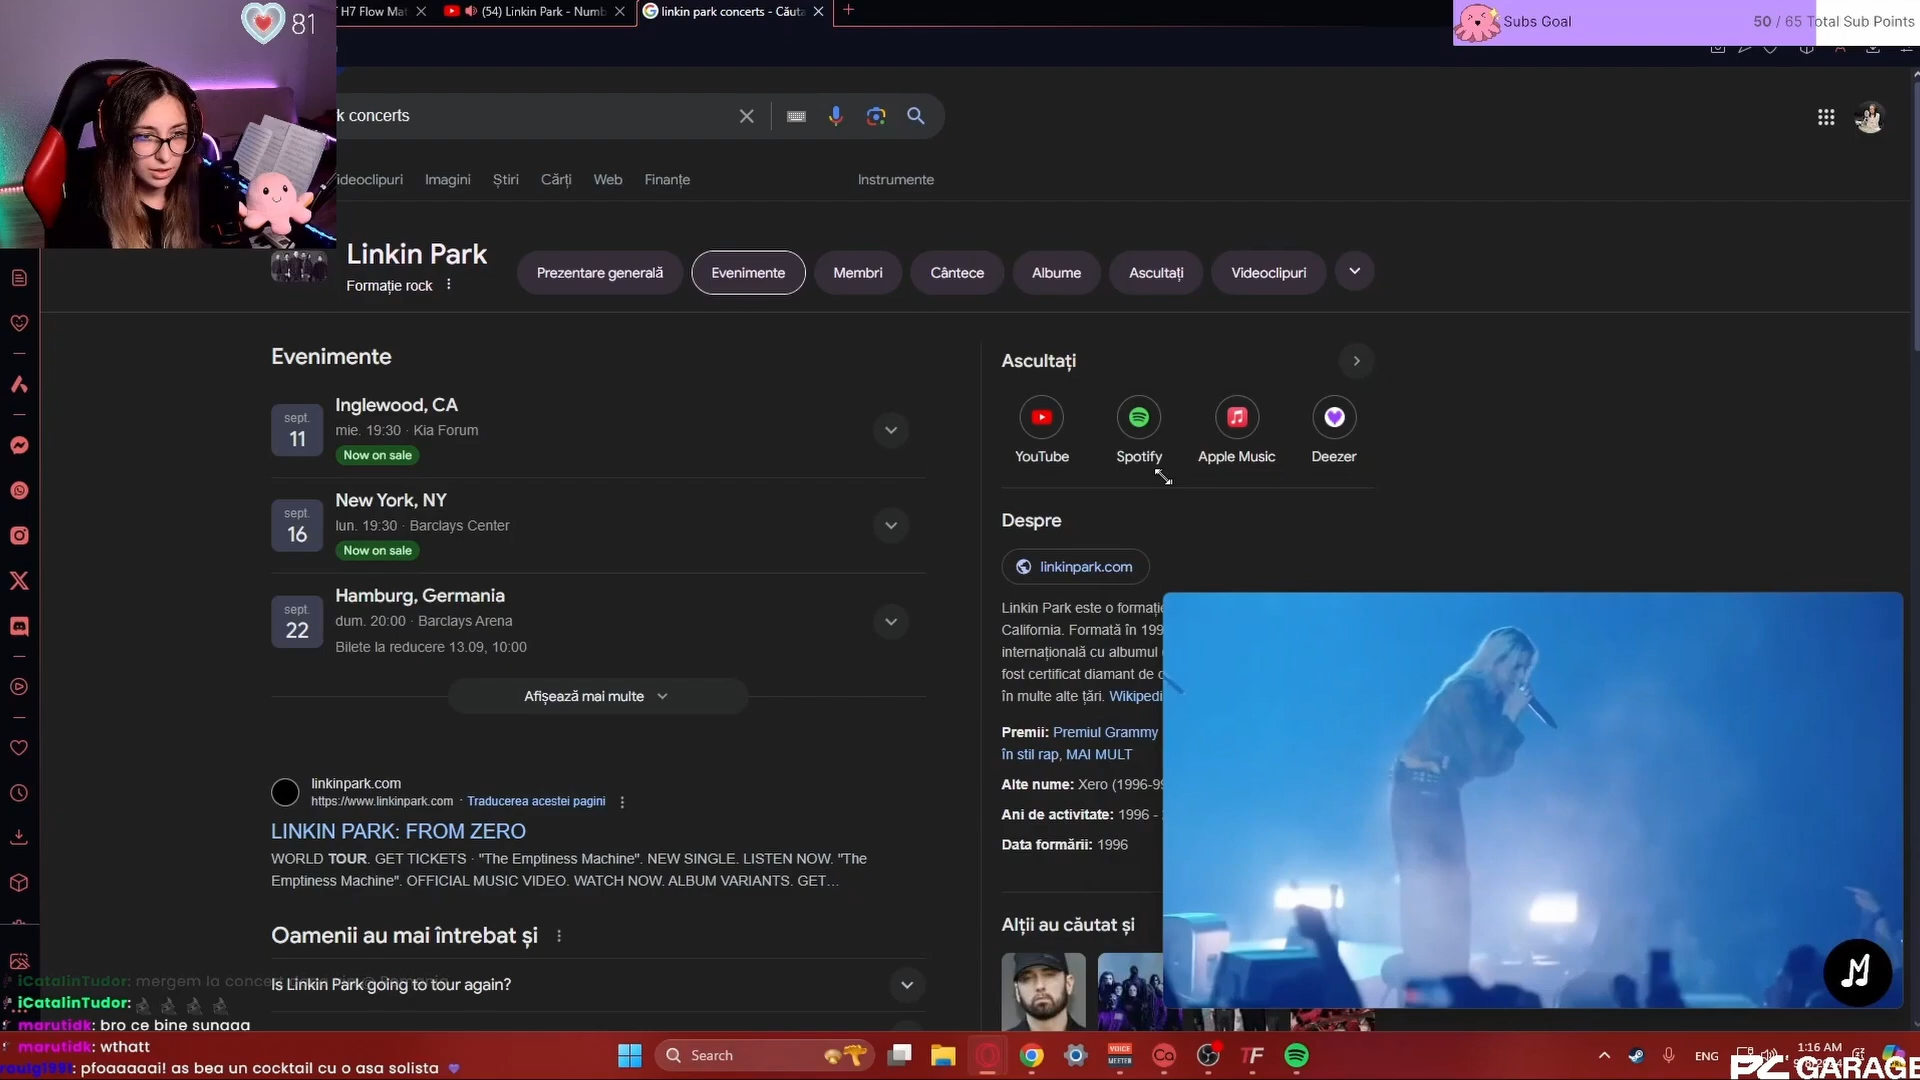 81
H7 Flow Mat
(54) Linkin Park - Numb
linkin park concerts - Căuta
Subs Goal
50 / 65 Total Sub Points
k concerts
ideoclipuri
Imagini
Știri
Cărți
Web
Finanțe
Instrumente
Linkin Park
Formație rock
Prezentare generală
Evenimente
Membri
Cântece
Albume
Ascultați
Videoclipuri
Evenimente
sept.
11
Inglewood, CA
mie. 19:30 · Kia Forum
Now on sale
sept.
16
New York, NY
lun. 19:30 · Barclays Center
Now on sale
sept.
22
Hamburg, Germania
dum. 20:00 · Barclays Arena
Bilete la reducere 13.09, 10:00
Afișează mai multe
linkinpark.com
https://www.linkinpark.com · Traducerea acestei pagini
LINKIN PARK: FROM ZERO
WORLD TOUR. GET TICKETS · "The Emptiness Machine". NEW SINGLE. LISTEN NOW. "The
Emptiness Machine". OFFICIAL MUSIC VIDEO. WATCH NOW. ALBUM VARIANTS. GET...
Oamenii au mai întrebat și
Is Linkin Park going to tour again?
Ascultați
YouTube
Spotify
Apple Music
Deezer
Despre
linkinpark.com
Linkin Park este o formați
California. Formată în 199
internațională cu albumul
fost certificat diamant de
în multe alte țări. Wikipedi
Premii: Premiul Grammy
în stil rap, MAI MULT
Alte nume: Xero (1996-99
Ani de activitate: 1996 -
Data formării: 1996
Alții au căutat și
iCatalinTudor: mergem la
iCatalinTudor:
marutidk: bro ce bine sunaaa
marutidk: wthatt
pfoaaaaai! as bea un cocktail cu o asa solista
Search
VOICE
MEETER
TF
ENG
1:16 AM
PC GARAGE